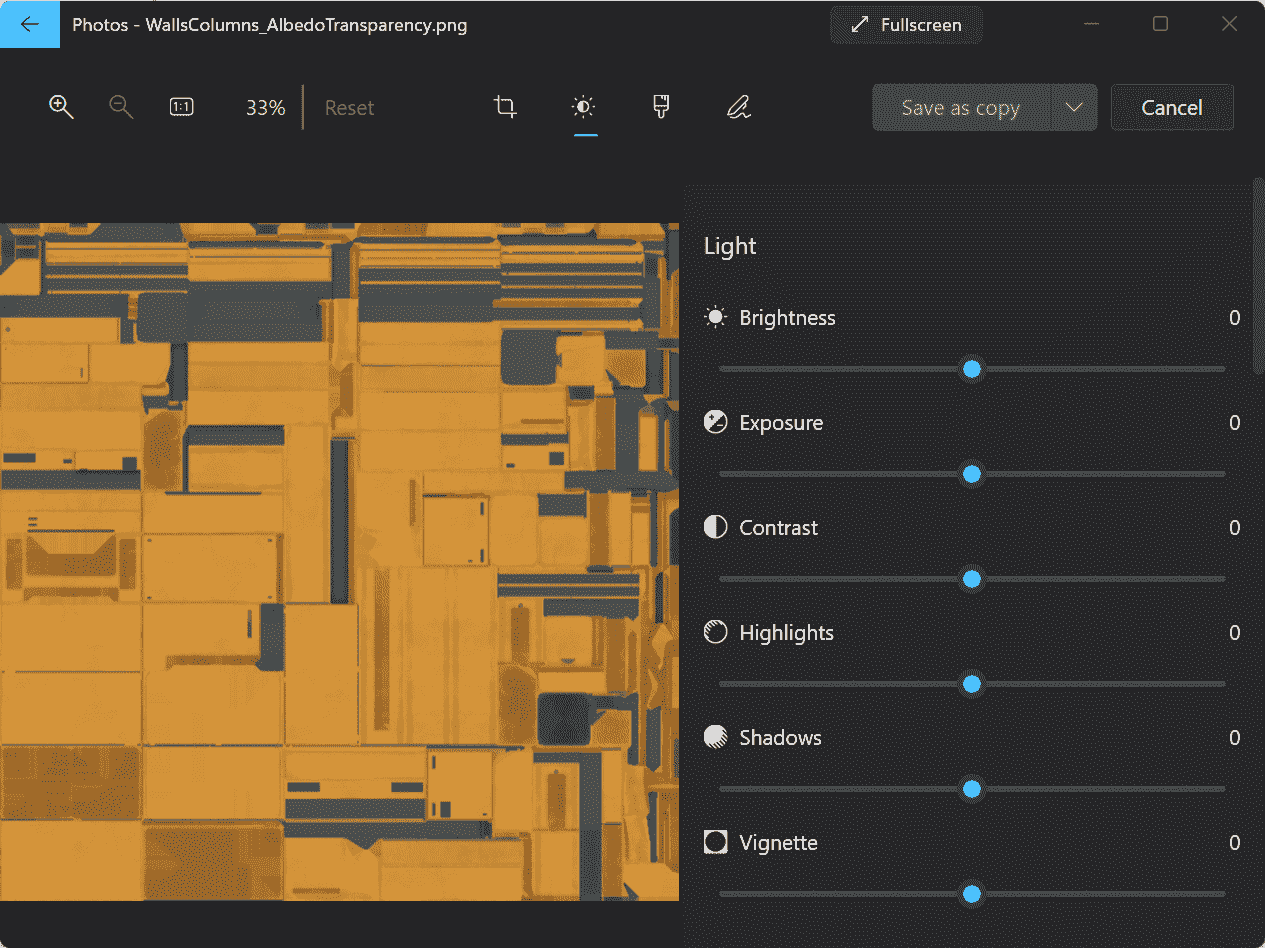 Photos - WallsColumns_AlbedoTransparency.png
Fullscreen
1:1
33%
Reset
Save as copy
Cancel
Light
Brightness 0
Exposure 0
Contrast 0
Highlights 0
Shadows 0
Vignette 0